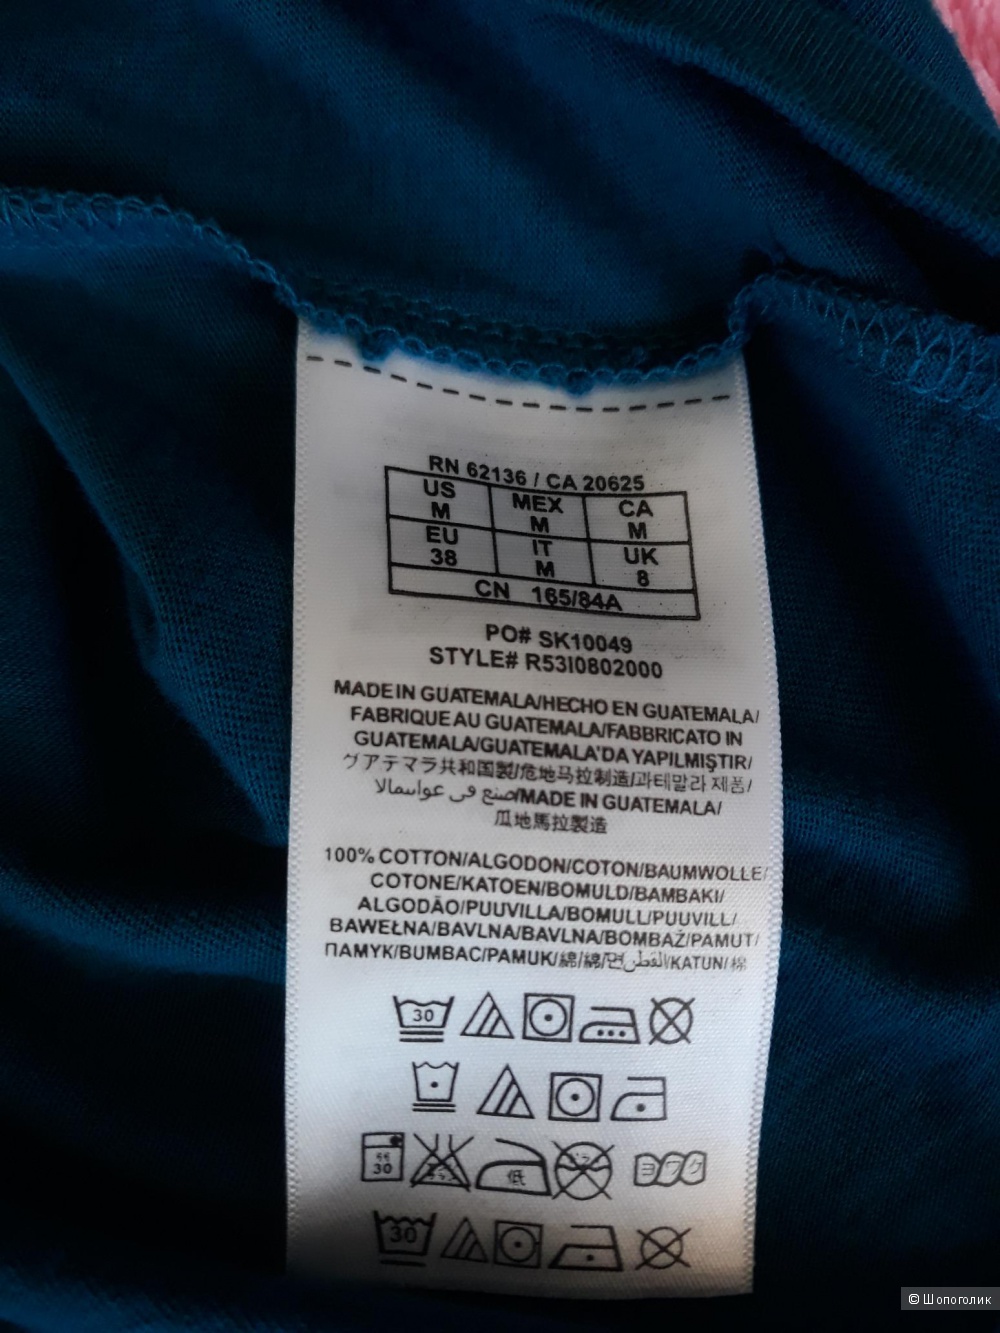 RN 62136 / CA 20625
US MEX CA
M M M
EU IT UK
38 M 8
CN 165/84A
PO# SK10049
STYLE# R53I0802000
MADE IN GUATEMALA/HECHO EN GUATEMALA/
FABRIQUE AU GUATEMALA/FABBRICATO IN
GUATEMALA/GUATEMALA'DA YAPILMIŞTIR/
グアテマラ共和国製/危地马拉制造/과테말라 제품/
صنع في غواتيمالا/MADE IN GUATEMALA/
瓜地馬拉製造
100% COTTON/ALGODON/COTON/BAUMWOLLE/
COTONE/KATOEN/BOMULD/BAMBAKI/
ALGODÃO/PUUVILLA/BOMULL/PUUVILL/
BAWEŁNA/BAVLNA/BAVLNA/BOMBAŽ/PAMUT/
ПАМУК/BUMBAC/PAMUK/綿/綿/면/القطن/KATUN/棉
30
30
低
ヨワク
30
© Шопоголик